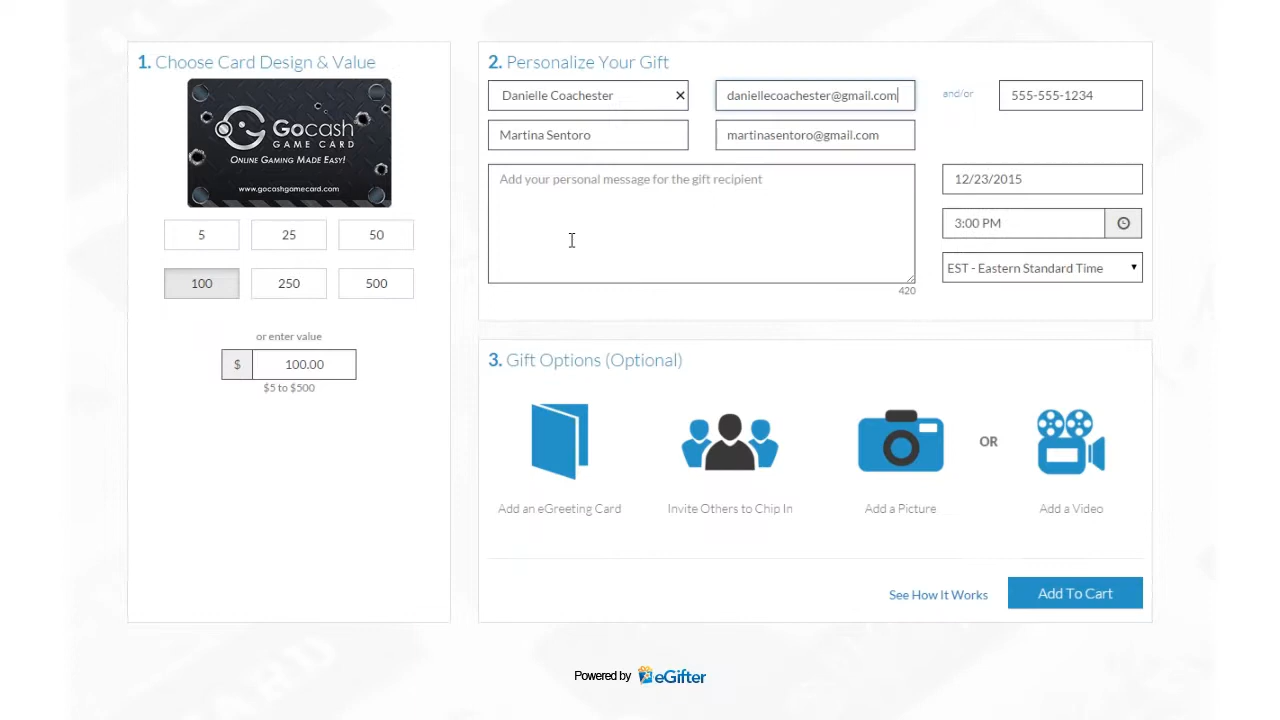 1. Choose Card Design & Value
Gocash
GAME CARD
ONLINE GAMING MADE EASY!
www.gocashgamecard.com
5 25 50
100 250 500
or enter value
$ 100.00
$5 to $500
2. Personalize Your Gift
Danielle Coachester × daniellecoachester@gmail.com and/or 555-555-1234
Martina Sentoro martinasentoro@gmail.com
Add your personal message for the gift recipient
420
12/23/2015
3:00 PM
EST - Eastern Standard Time
3. Gift Options (Optional)
OR
Add an eGreeting Card Invite Others to Chip In Add a Picture Add a Video
See How It Works Add To Cart
Powered by eGifter